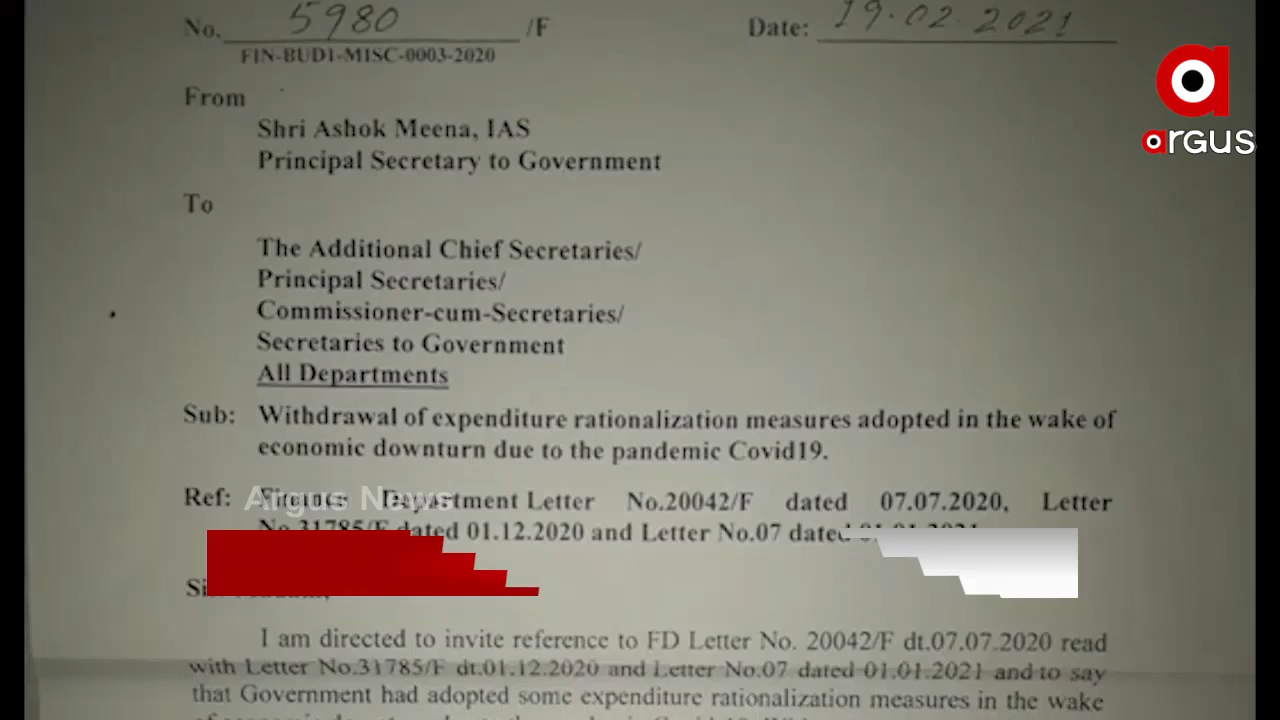 No. 5980 /F Date: 19.02.2021
FIN-BUD1-MISC-0003-2020
From
Shri Ashok Meena, IAS
Principal Secretary to Government
To
The Additional Chief Secretaries/
Principal Secretaries/
Commissioner-cum-Secretaries/
Secretaries to Government
All Departments
Sub: Withdrawal of expenditure rationalization measures adopted in the wake of
economic downturn due to the pandemic Covid19.
Ref: Finance Department Letter No.20042/F dated 07.07.2020, Letter
No.31785/F dated 01.12.2020 and Letter No.07 dated 01.01.2021
I am directed to invite reference to FD Letter No. 20042/F dt.07.07.2020 read
with Letter No.31785/F dt.01.12.2020 and Letter No.07 dated 01.01.2021 and to say
that Government had adopted some expenditure rationalization measures in the wake
argus
Argus News